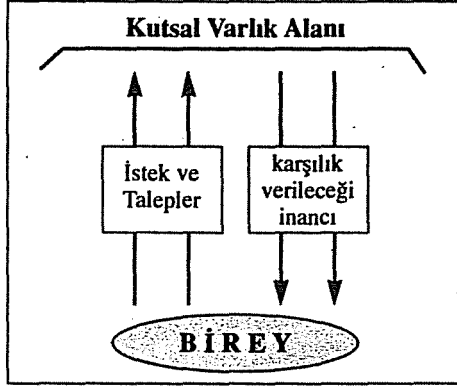 Kutsal Varlık Alanı
İstek ve
Talepler
karşılık
verileceği
inancı
BİREY